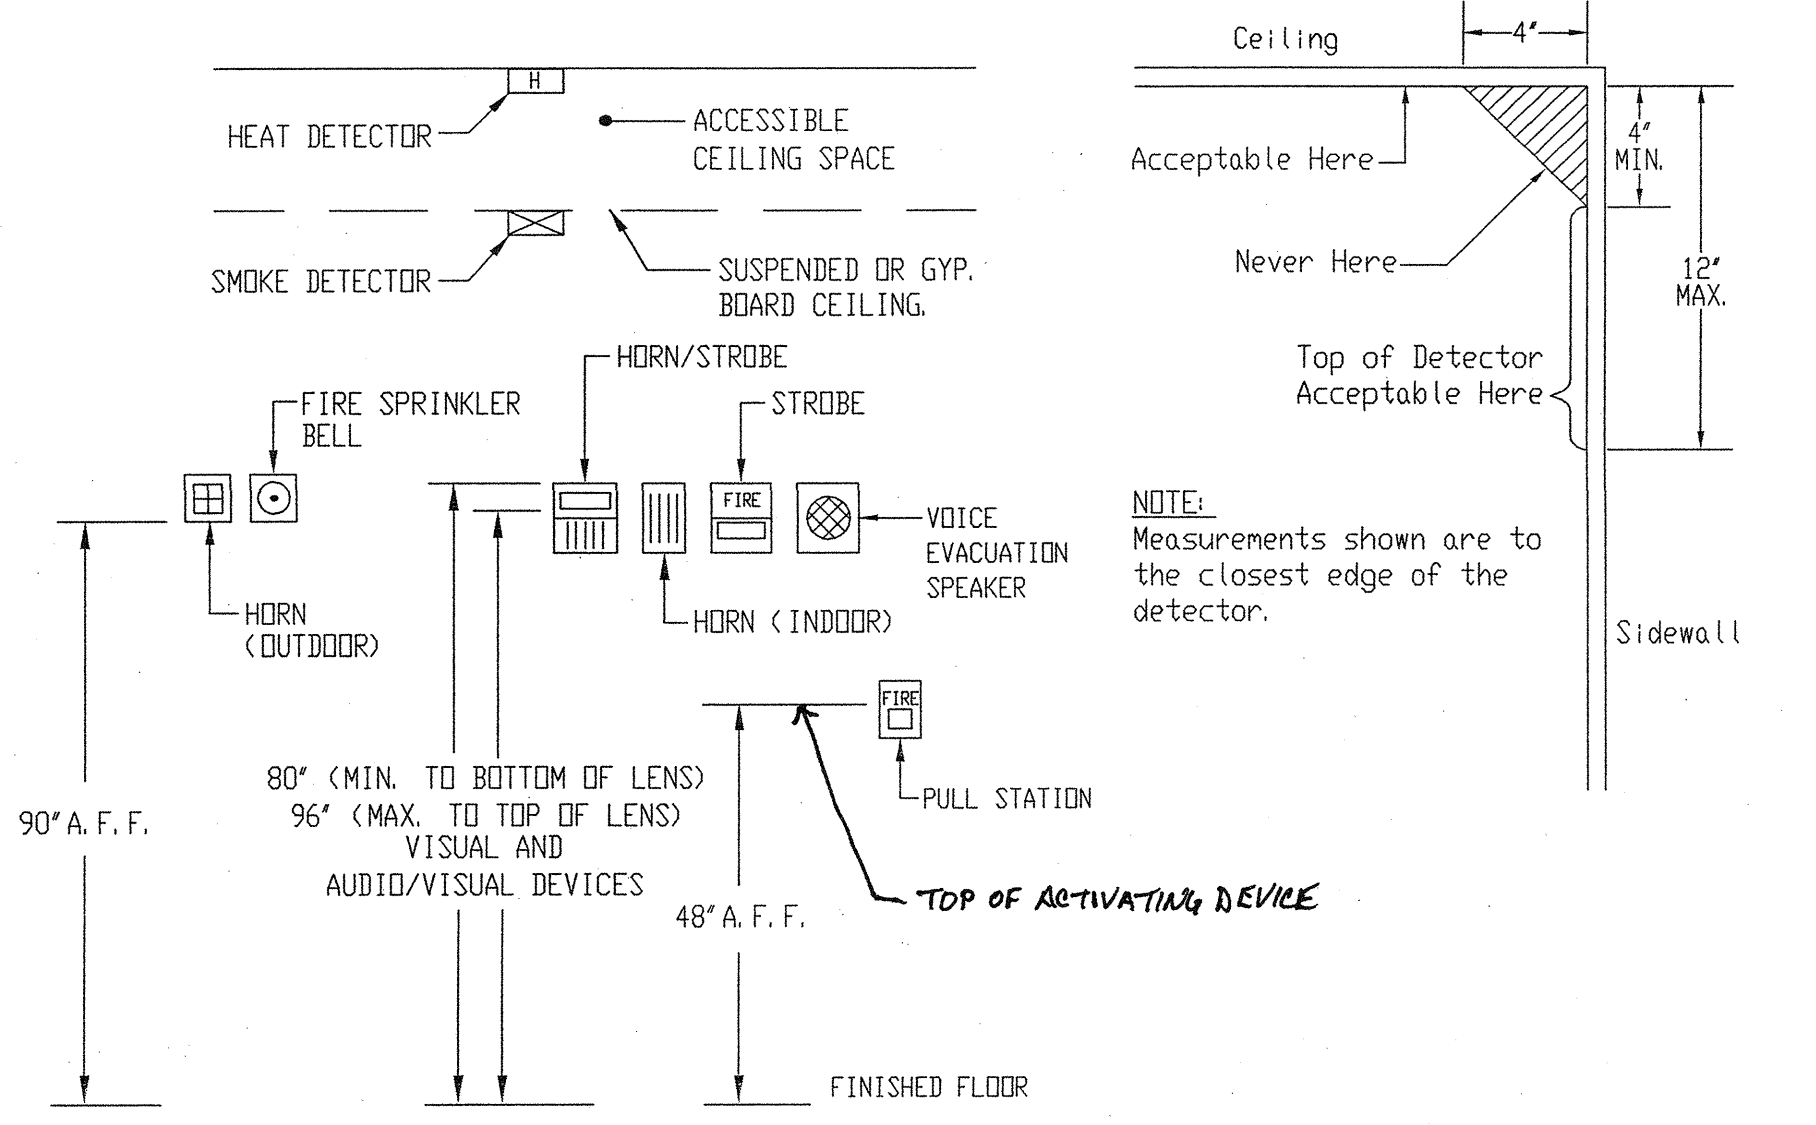 H
HEAT DETECTOR
ACCESSIBLE
CEILING SPACE
SMOKE DETECTOR
SUSPENDED OR GYP.
BOARD CEILING.
HORN/STROBE
FIRE SPRINKLER
BELL
STROBE
FIRE
VOICE
EVACUATION
SPEAKER
HORN
(OUTDOOR)
HORN (INDOOR)
FIRE
PULL STATION
90" A. F. F.
80" (MIN. TO BOTTOM OF LENS)
96" (MAX. TO TOP OF LENS)
VISUAL AND
AUDIO/VISUAL DEVICES
48" A. F. F.
TOP OF ACTIVATING DEVICE
FINISHED FLOOR
Ceiling
4"
Acceptable Here
4"
MIN.
Never Here
12"
MAX.
Top of Detector
Acceptable Here
NOTE:
Measurements shown are to
the closest edge of the
detector.
Sidewall